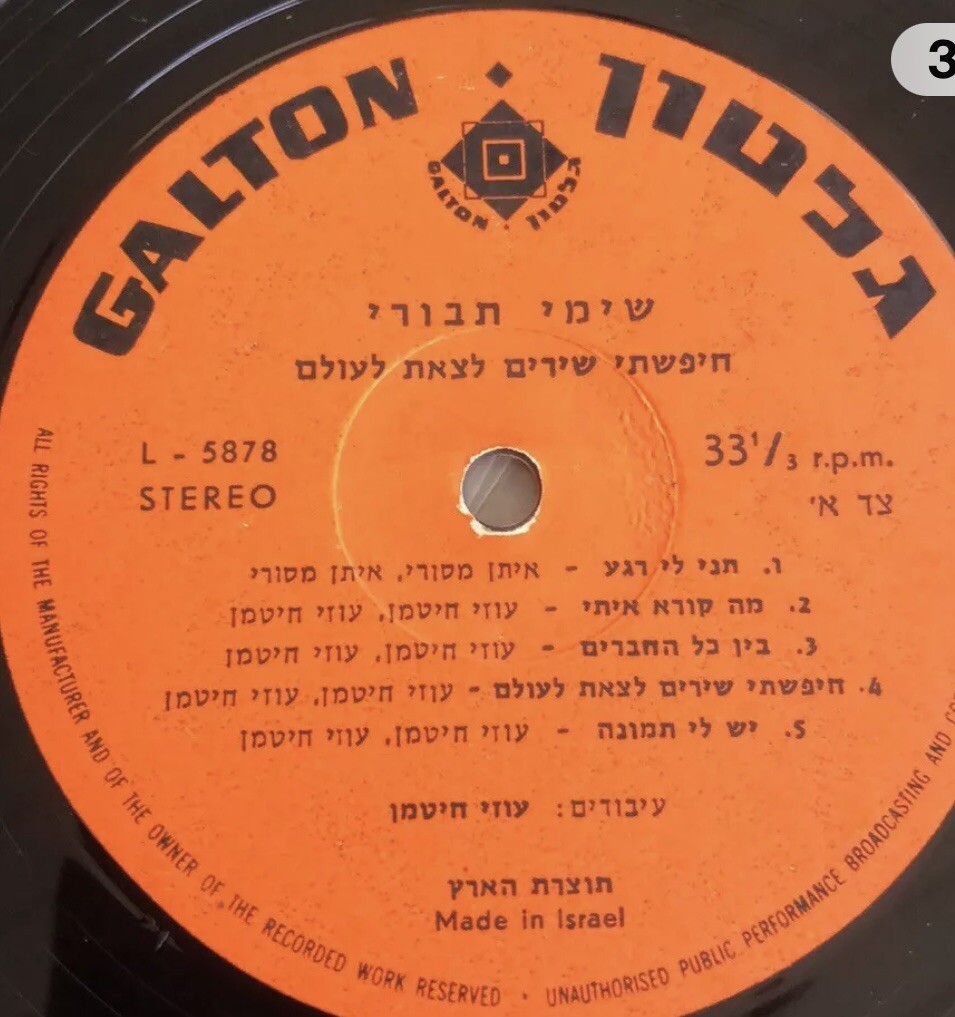 GALTON גלטון
GALTON · גלטון
שימי תבורי
חיפשתי שירים לצאת לעולם
L - 5878
STEREO
33 1/3 r.p.m.
צד א'
1. תני לי רגע - איתן מסורי, איתן מסורי
2. מה קורא איתי - עוזי חיטמן, עוזי חיטמן
3. בין כל החברים - עוזי חיטמן, עוזי חיטמן
4. חיפשתי שירים לצאת לעולם - עוזי חיטמן, עוזי חיטמן
5. יש לי תמונה - עוזי חיטמן, עוזי חיטמן
עיבודים: עוזי חיטמן
תוצרת הארץ
Made in Israel
ALL RIGHTS OF THE MANUFACTURER AND OF THE OWNER OF THE RECORDED WORK RESERVED · UNAUTHORISED PUBLIC PERFORMANCE BROADCASTING AND
3